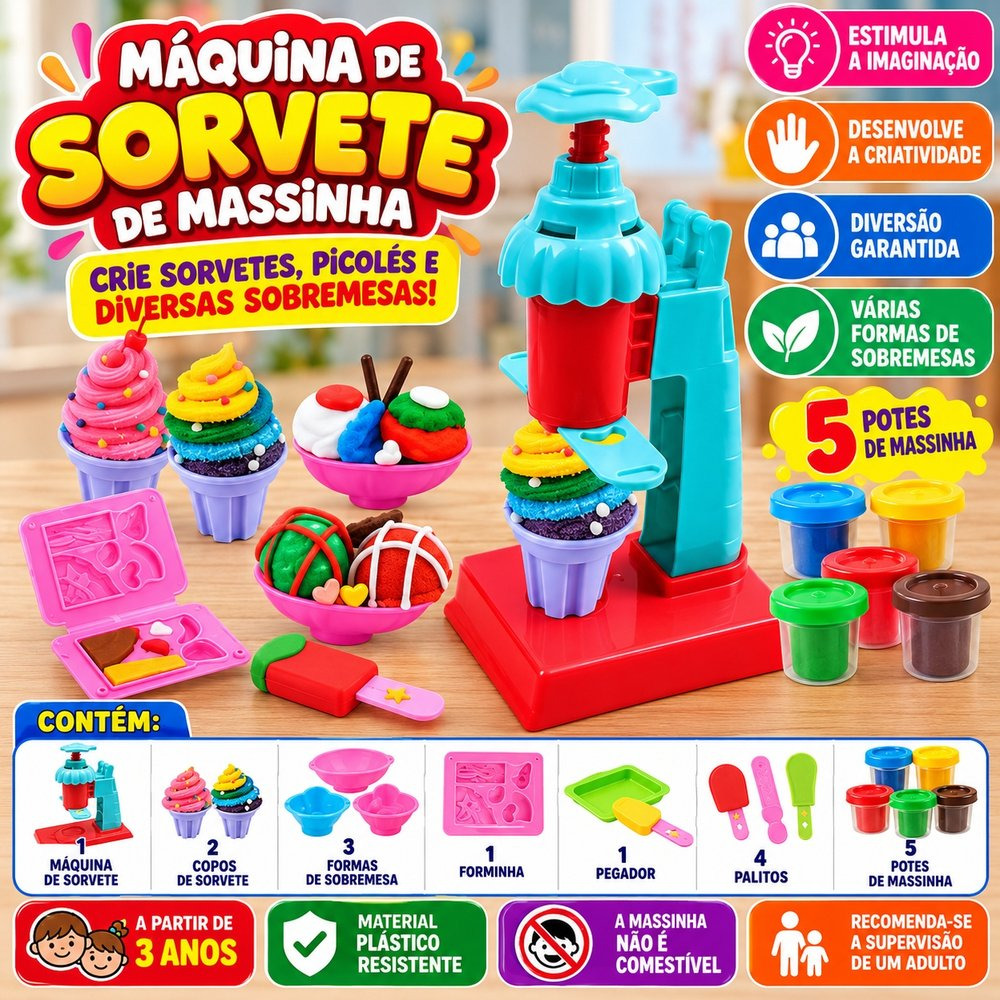 MÁQUINA DE
SORVETE
DE MASSINHA
CRIE SORVETES, PICOLÉS E
DIVERSAS SOBREMESAS!
ESTIMULA
A IMAGINAÇÃO
DESENVOLVE
A CRIATIVIDADE
DIVERSÃO
GARANTIDA
VÁRIAS
FORMAS DE
SOBREMESAS
5 POTES
DE MASSINHA
CONTÉM:
1
MÁQUINA
DE SORVETE
2
COPOS
DE SORVETE
3
FORMAS
DE SOBREMESA
1
FORMINHA
1
PEGADOR
4
PALITOS
5
POTES
DE MASSINHA
A PARTIR DE
3 ANOS
MATERIAL
PLÁSTICO
RESISTENTE
A MASSINHA
NÃO É
COMESTÍVEL
RECOMENDA-SE
A SUPERVISÃO
DE UM ADULTO